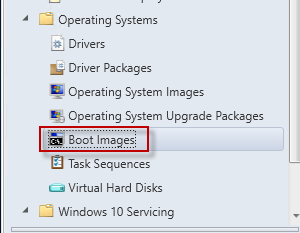 Operating Systems
Drivers
Driver Packages
Operating System Images
Operating System Upgrade Packages
Boot Images
Task Sequences
Virtual Hard Disks
Windows 10 Servicing